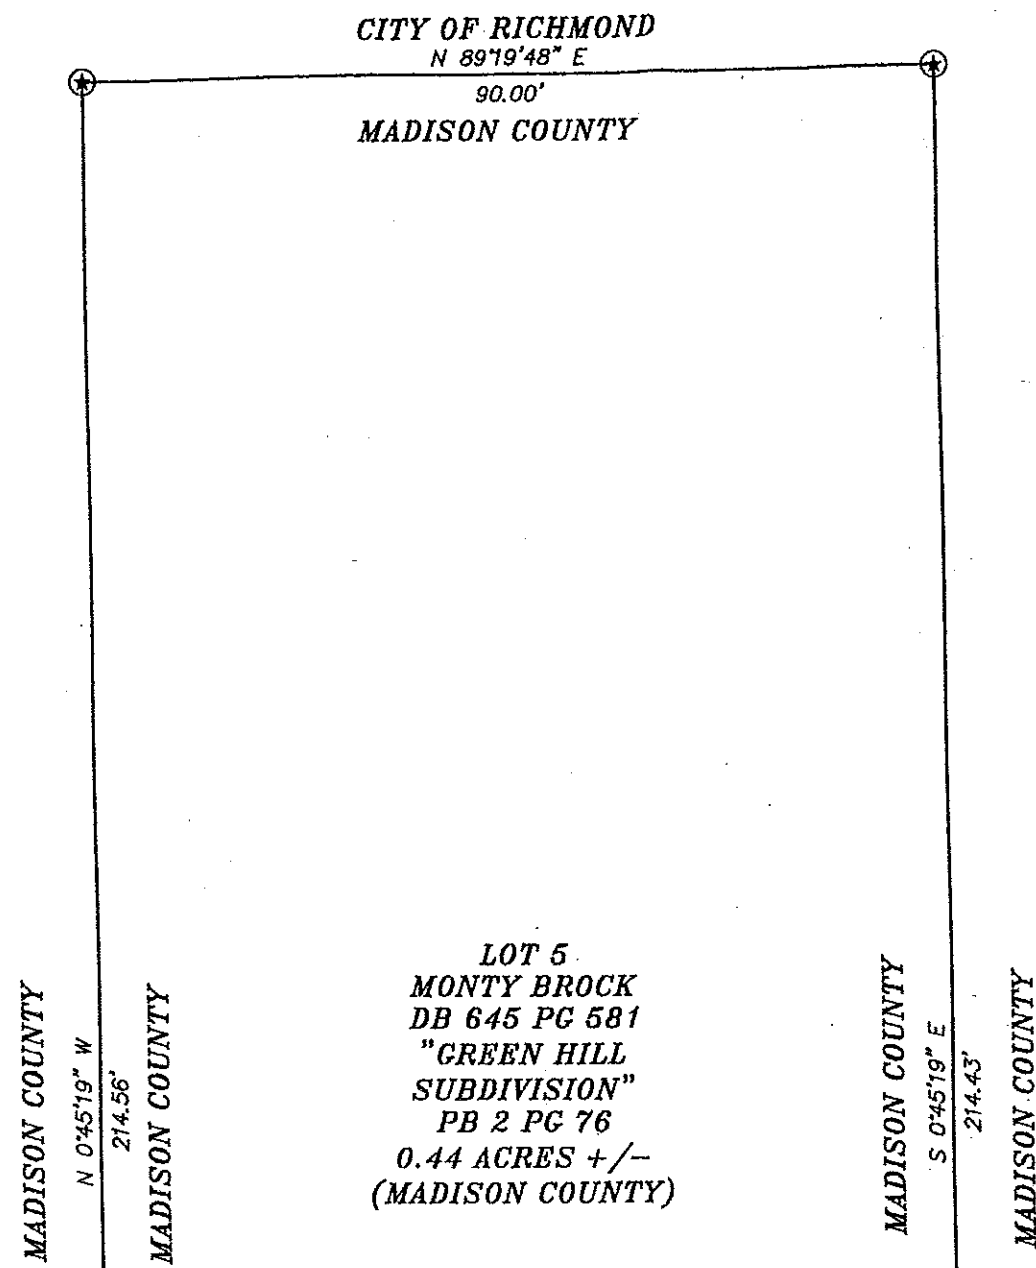 CITY OF RICHMOND
N 89°19'48" E
90.00'
MADISON COUNTY
LOT 5
MONTY BROCK
DB 645 PG 581
"GREEN HILL
SUBDIVISION"
PB 2 PG 76
0.44 ACRES +/-
(MADISON COUNTY)
MADISON COUNTY
N 0°45'19" W
214.56'
MADISON COUNTY
MADISON COUNTY
S 0°45'19" E
214.43'
MADISON COUNTY